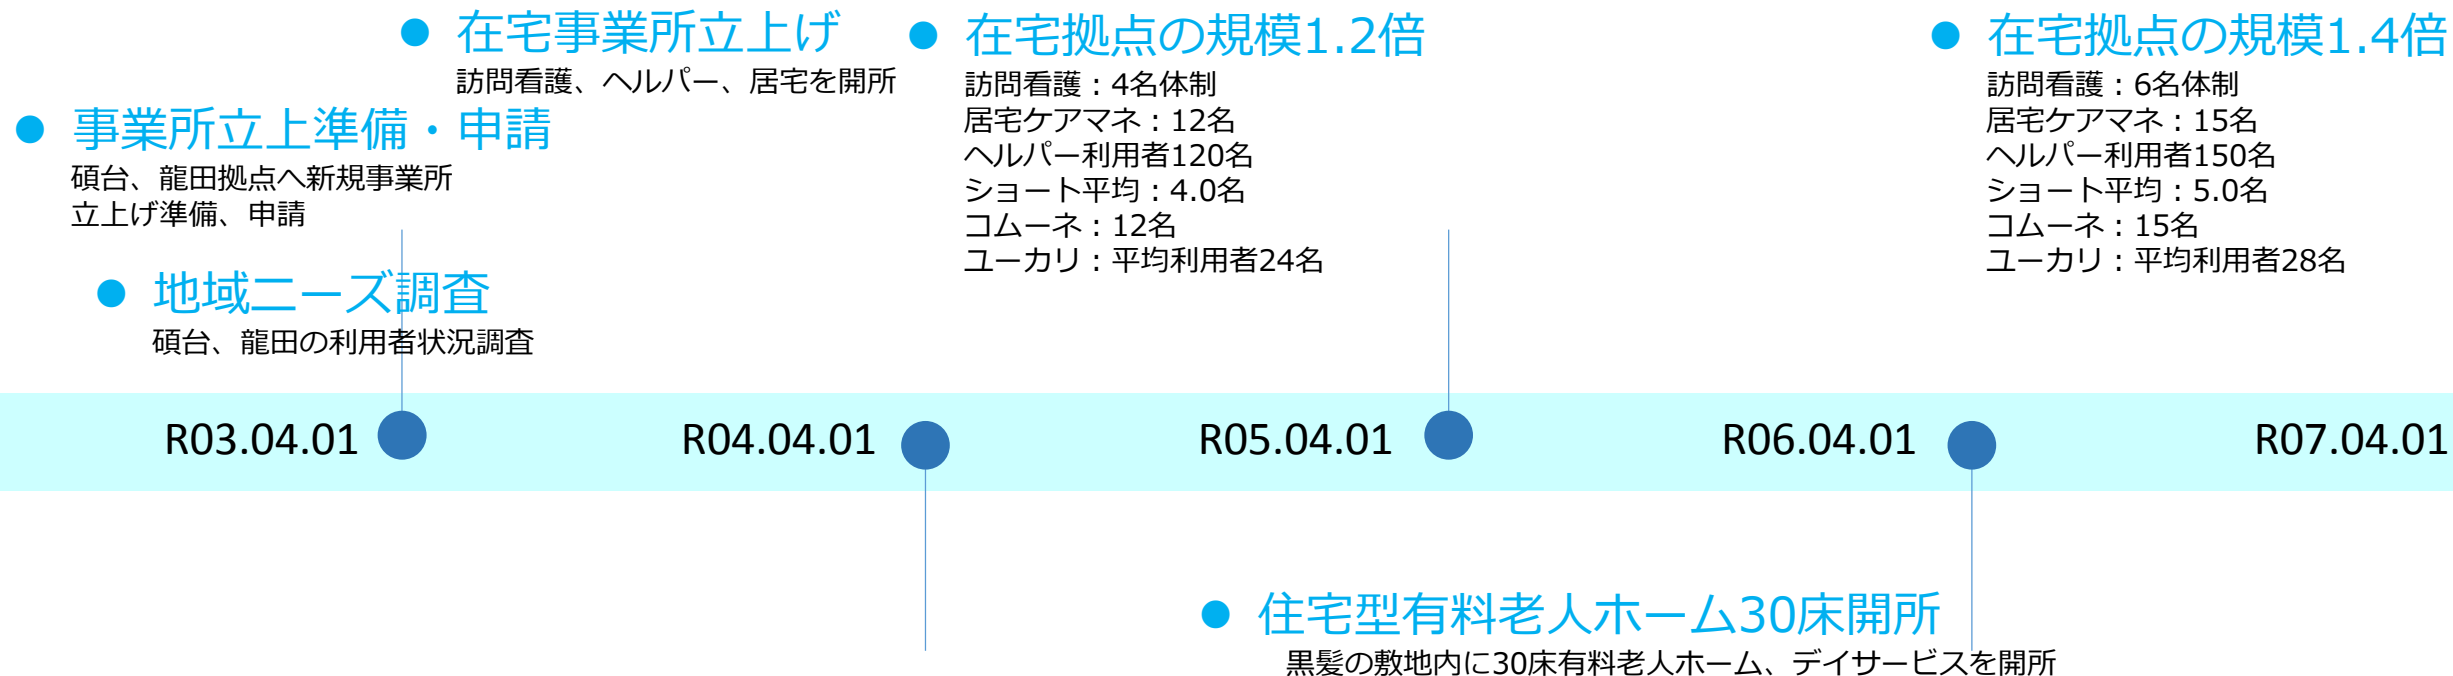 ● 在宅事業所立上げ
訪問看護、ヘルパー、居宅を開所
● 事業所立上準備・申請
碩台、龍田拠点へ新規事業所
立上げ準備、申請
● 地域ニーズ調査
碩台、龍田の利用者状況調査
● 在宅拠点の規模1.2倍
訪問看護：4名体制
居宅ケアマネ：12名
ヘルパー利用者120名
ショート平均：4.0名
コムーネ：12名
ユーカリ：平均利用者24名
● 在宅拠点の規模1.4倍
訪問看護：6名体制
居宅ケアマネ：15名
ヘルパー利用者150名
ショート平均：5.0名
コムーネ：15名
ユーカリ：平均利用者28名
R03.04.01
R04.04.01
R05.04.01
R06.04.01
R07.04.01
● 住宅型有料老人ホーム30床開所
黒髪の敷地内に30床有料老人ホーム、デイサービスを開所